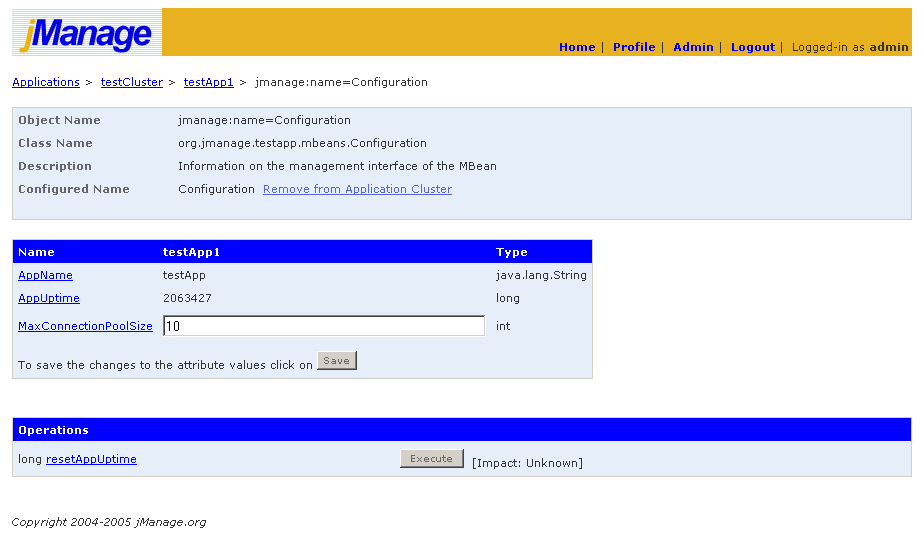 jManage
Home | Profile | Admin | Logout | Logged-in as admin
Applications > testCluster > testApp1 > jmanage:name=Configuration
Object Name jmanage:name=Configuration
Class Name org.jmanage.testapp.mbeans.Configuration
Description Information on the management interface of the MBean
Configured Name Configuration Remove from Application Cluster
Name testApp1 Type
AppName testApp java.lang.String
AppUptime 2063427 long
MaxConnectionPoolSize 10 int
To save the changes to the attribute values click on Save
Operations
long resetAppUptime Execute [Impact: Unknown]
Copyright 2004-2005 jManage.org